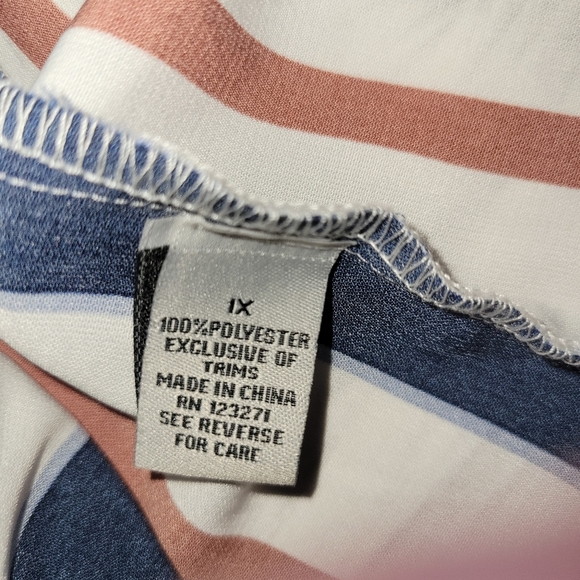 1X
100%POLYESTER
EXCLUSIVE OF
TRIMS
MADE IN CHINA
RN 123271
SEE REVERSE
FOR CARE